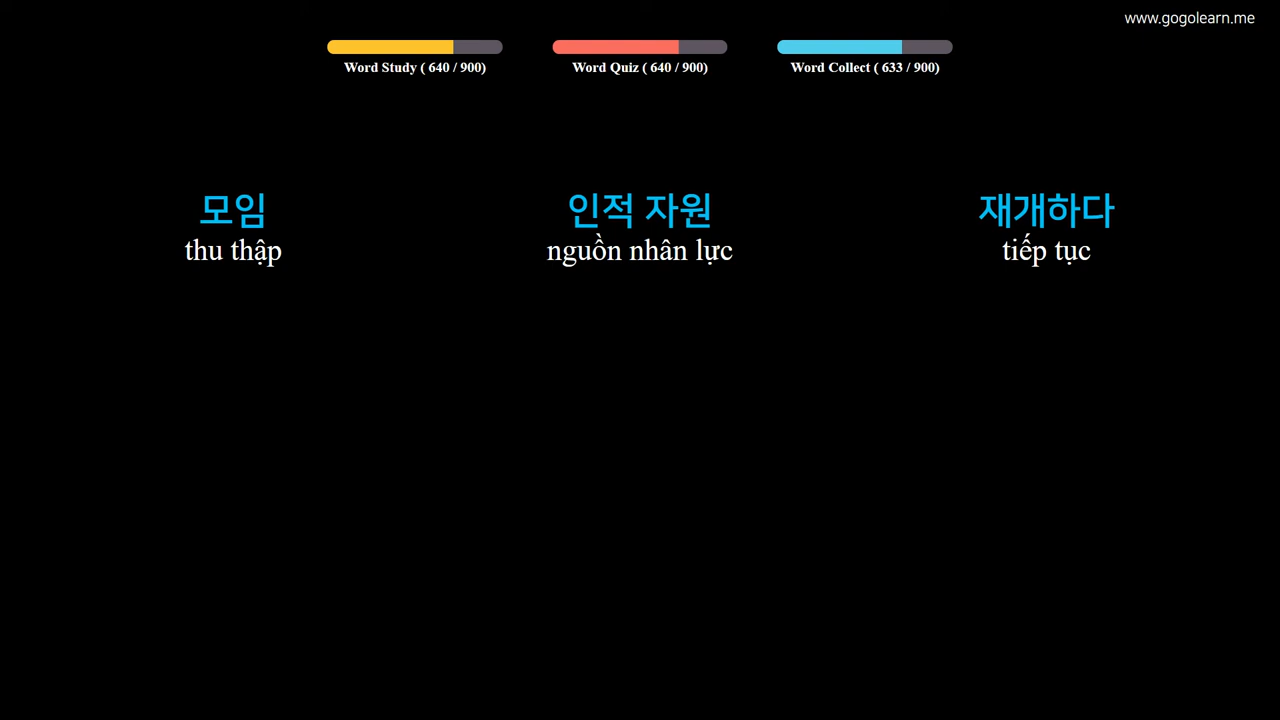 www.gogolearn.me
Word Study ( 640 / 900)
Word Quiz ( 640 / 900)
Word Collect ( 633 / 900)
모임
thu thập
인적 자원
nguồn nhân lực
재개하다
tiếp tục